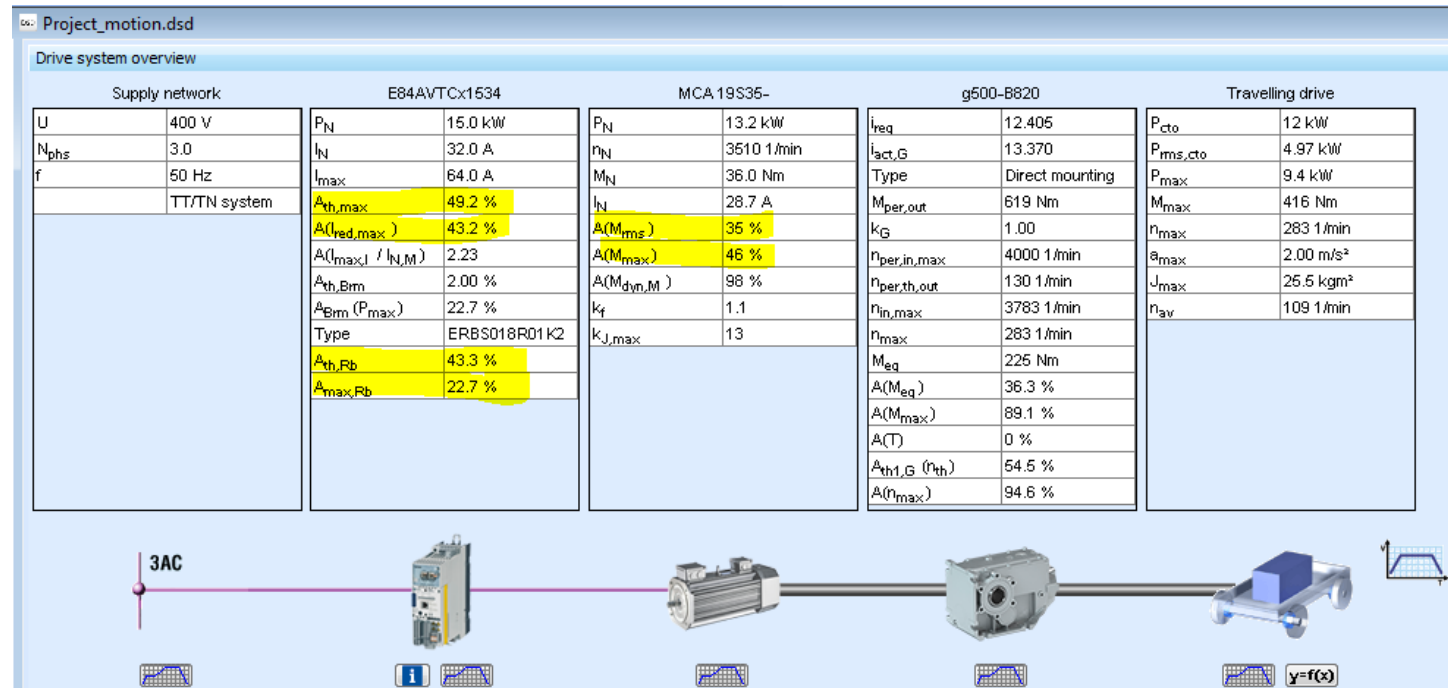 DSD Project_motion.dsd
Drive system overview
Supply network
U 400 V
Nphs 3.0
f 50 Hz
TT/TN system
E84AVTCx1534
PN 15.0 kW
IN 32.0 A
Imax 64.0 A
Ath,max 49.2 %
A(Ired,max ) 43.2 %
A(Imax,I / IN,M ) 2.23
Ath,Brm 2.00 %
ABrm (Pmax) 22.7 %
Type ERBS018R01K2
Ath,Rb 43.3 %
Amax,Rb 22.7 %
MCA 19S35-
PN 13.2 kW
nN 3510 1/min
MN 36.0 Nm
IN 28.7 A
A(Mrms ) 35 %
A(Mmax) 46 %
A(Mdyn,M ) 98 %
kf 1.1
kJ,max 13
g500-B820
ireq 12.405
iact,G 13.370
Type Direct mounting
Mper,out 619 Nm
kG 1.00
nper,in,max 4000 1/min
nper,th,out 130 1/min
nin,max 3783 1/min
nmax 283 1/min
Meq 225 Nm
A(Meq ) 36.3 %
A(Mmax) 89.1 %
A(T) 0 %
Ath1,G (nth) 54.5 %
A(nmax) 94.6 %
Travelling drive
Pcto 12 kW
Prms,cto 4.97 kW
Pmax 9.4 kW
Mmax 416 Nm
nmax 283 1/min
amax 2.00 m/s²
Jmax 25.5 kgm²
nav 109 1/min
3AC
V
T
i
y=f(x)